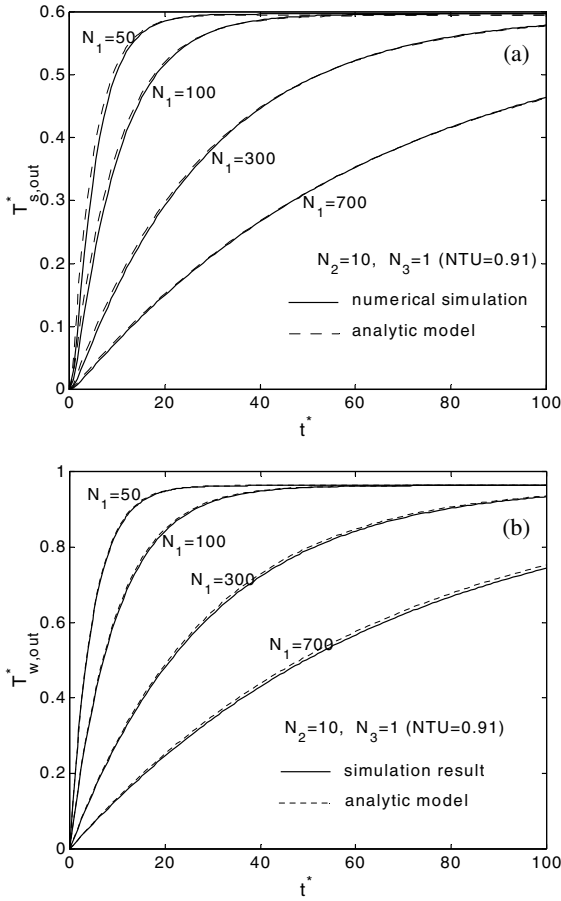 0.6
0.5
0.4
0.3
0.2
0.1
0
T*s,out
N1=50
N1=100
N1=300
N1=700
(a)
N2=10, N3=1 (NTU=0.91)
numerical simulation
analytic model
0 20 40 60 80 100
t*
1
0.8
0.6
0.4
0.2
0
T*w,out
N1=50
N1=100
N1=300
N1=700
(b)
N2=10, N3=1 (NTU=0.91)
simulation result
analytic model
0 20 40 60 80 100
t*